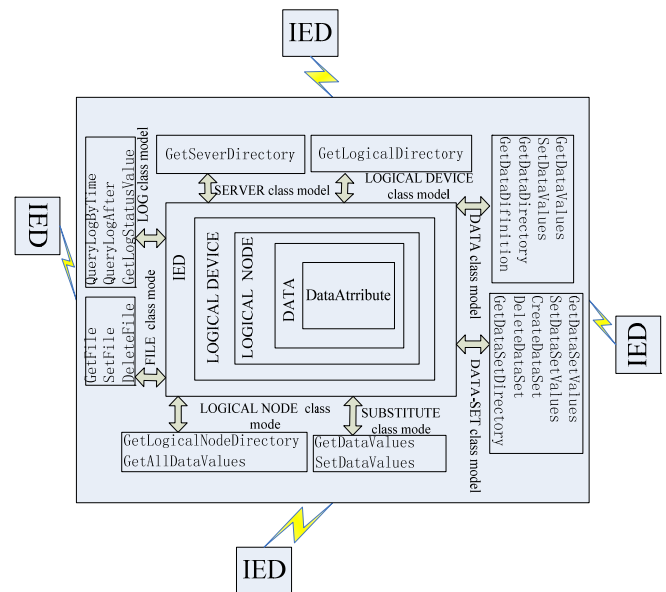 IED
GetSeverDirectory
GetLogicalDirectory
SERVER class model
LOGICAL DEVICE
class model
QueryLogByTime
QueryLogAfter
GetLogStatusValue
LOG class model
GetDataValues
SetDataValues
GetDataDirectory
GetDataDifinition
DATA class model
IED
IED
LOGICAL DEVICE
LOGICAL NODE
DATA
DataAtrribute
GetFile
SetFile
DeleteFile
FILE class mode
GetDataSetValues
SetDataSetValues
CreateDataSet
DeleteDataSet
GetDataSetDirectory
DATA-SET class model
IED
LOGICAL NODE class
mode
SUBSTITUTE
class mode
GetLogicalNodeDirectory
GetAllDataValues
GetDataValues
SetDataValues
IED